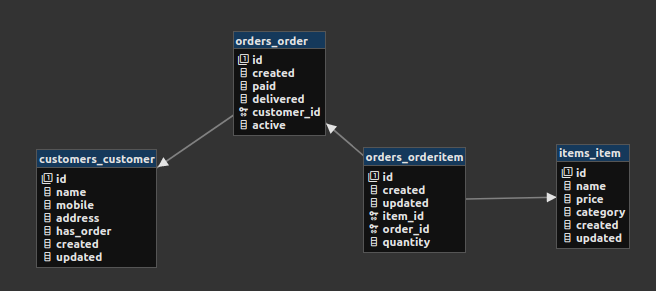 orders_order
id
created
paid
delivered
customer_id
active
customers_customer
id
name
mobile
address
has_order
created
updated
orders_orderitem
id
created
updated
item_id
order_id
quantity
items_item
id
name
price
category
created
updated